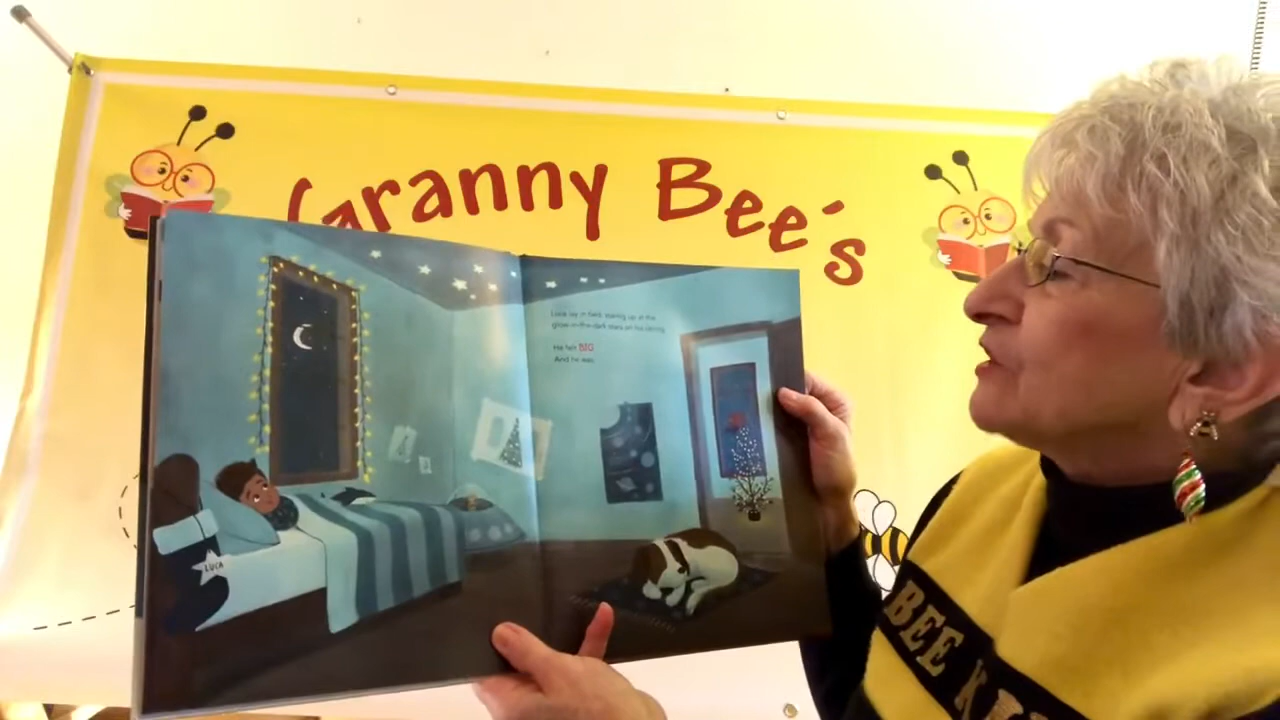 Granny Bee's
Luca lay in bed, staring up at the
glow-in-the-dark stars on his ceiling.
He felt BIG.
And he was.
LUCA
BEE K